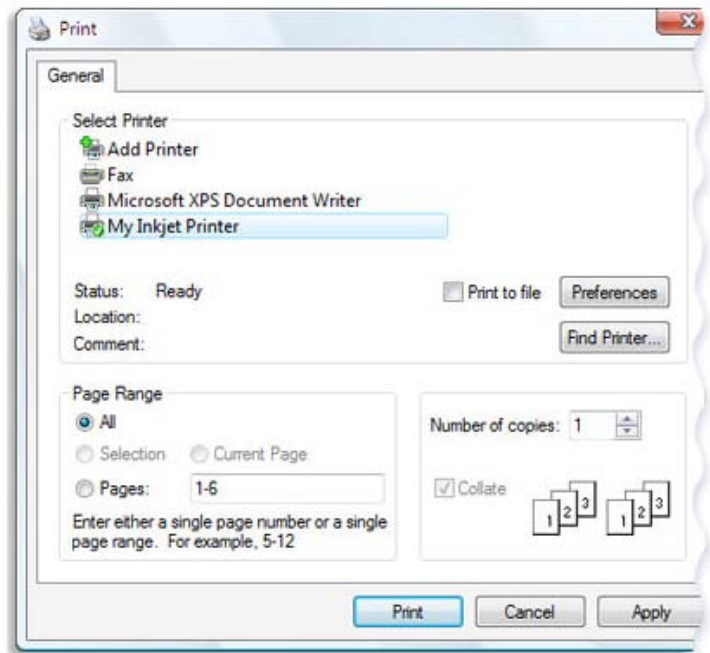 Print
General
Select Printer
Add Printer
Fax
Microsoft XPS Document Writer
My Inkjet Printer
Status: Ready
Print to file
Preferences
Location:
Comment:
Find Printer...
Page Range
All
Selection
Current Page
Pages: 1-6
Enter either a single page number or a single
page range. For example, 5-12
Number of copies: 1
Collate
1 2 3 1 2 3
Print
Cancel
Apply